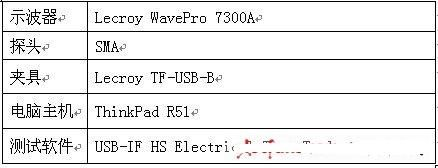 示波器 Lecroy WavePro 7300A
探头 SMA
夹具 Lecroy TF-USB-B
电脑主机 ThinkPad R51
测试软件 USB-IF HS